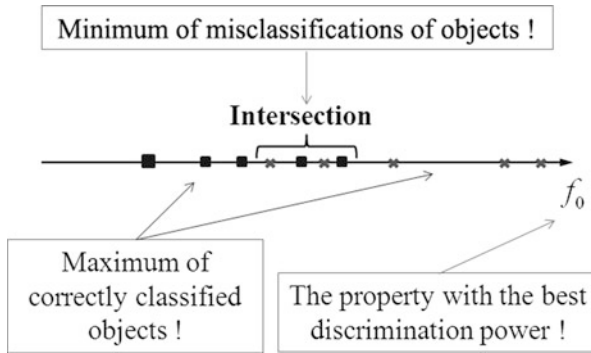 Minimum of misclassifications of objects !
Intersection
f0
Maximum of
correctly classified
objects !
The property with the best
discrimination power !